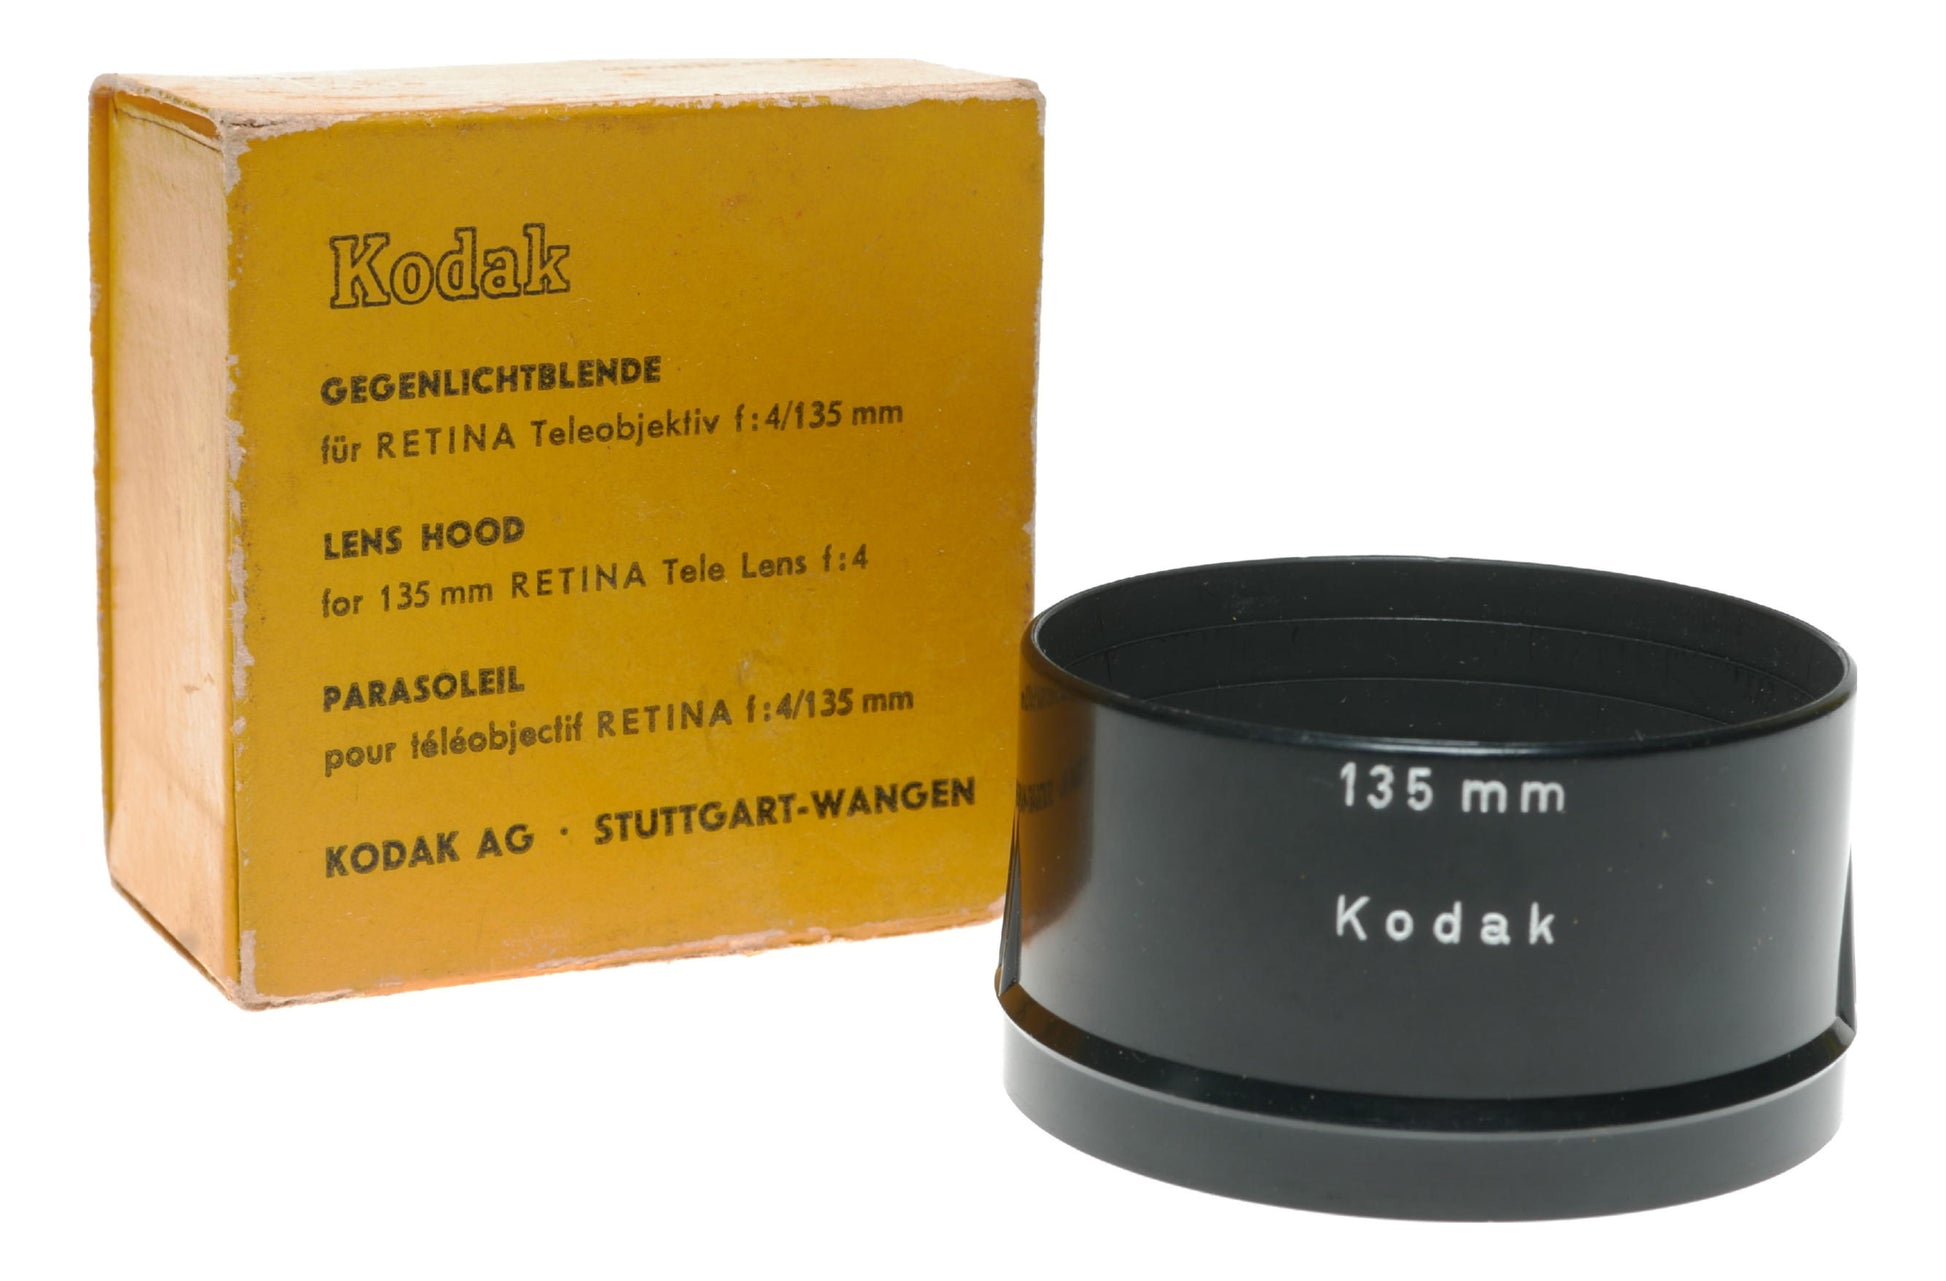 Kodak
GEGENLICHTBLENDE
für RETINA Teleobjektiv f:4/135 mm
LENS HOOD
for 135 mm RETINA Tele Lens f:4
PARASOLEIL
pour téléobjectif RETINA f:4/135 mm
KODAK AG · STUTTGART-WANGEN
135 mm
Kodak